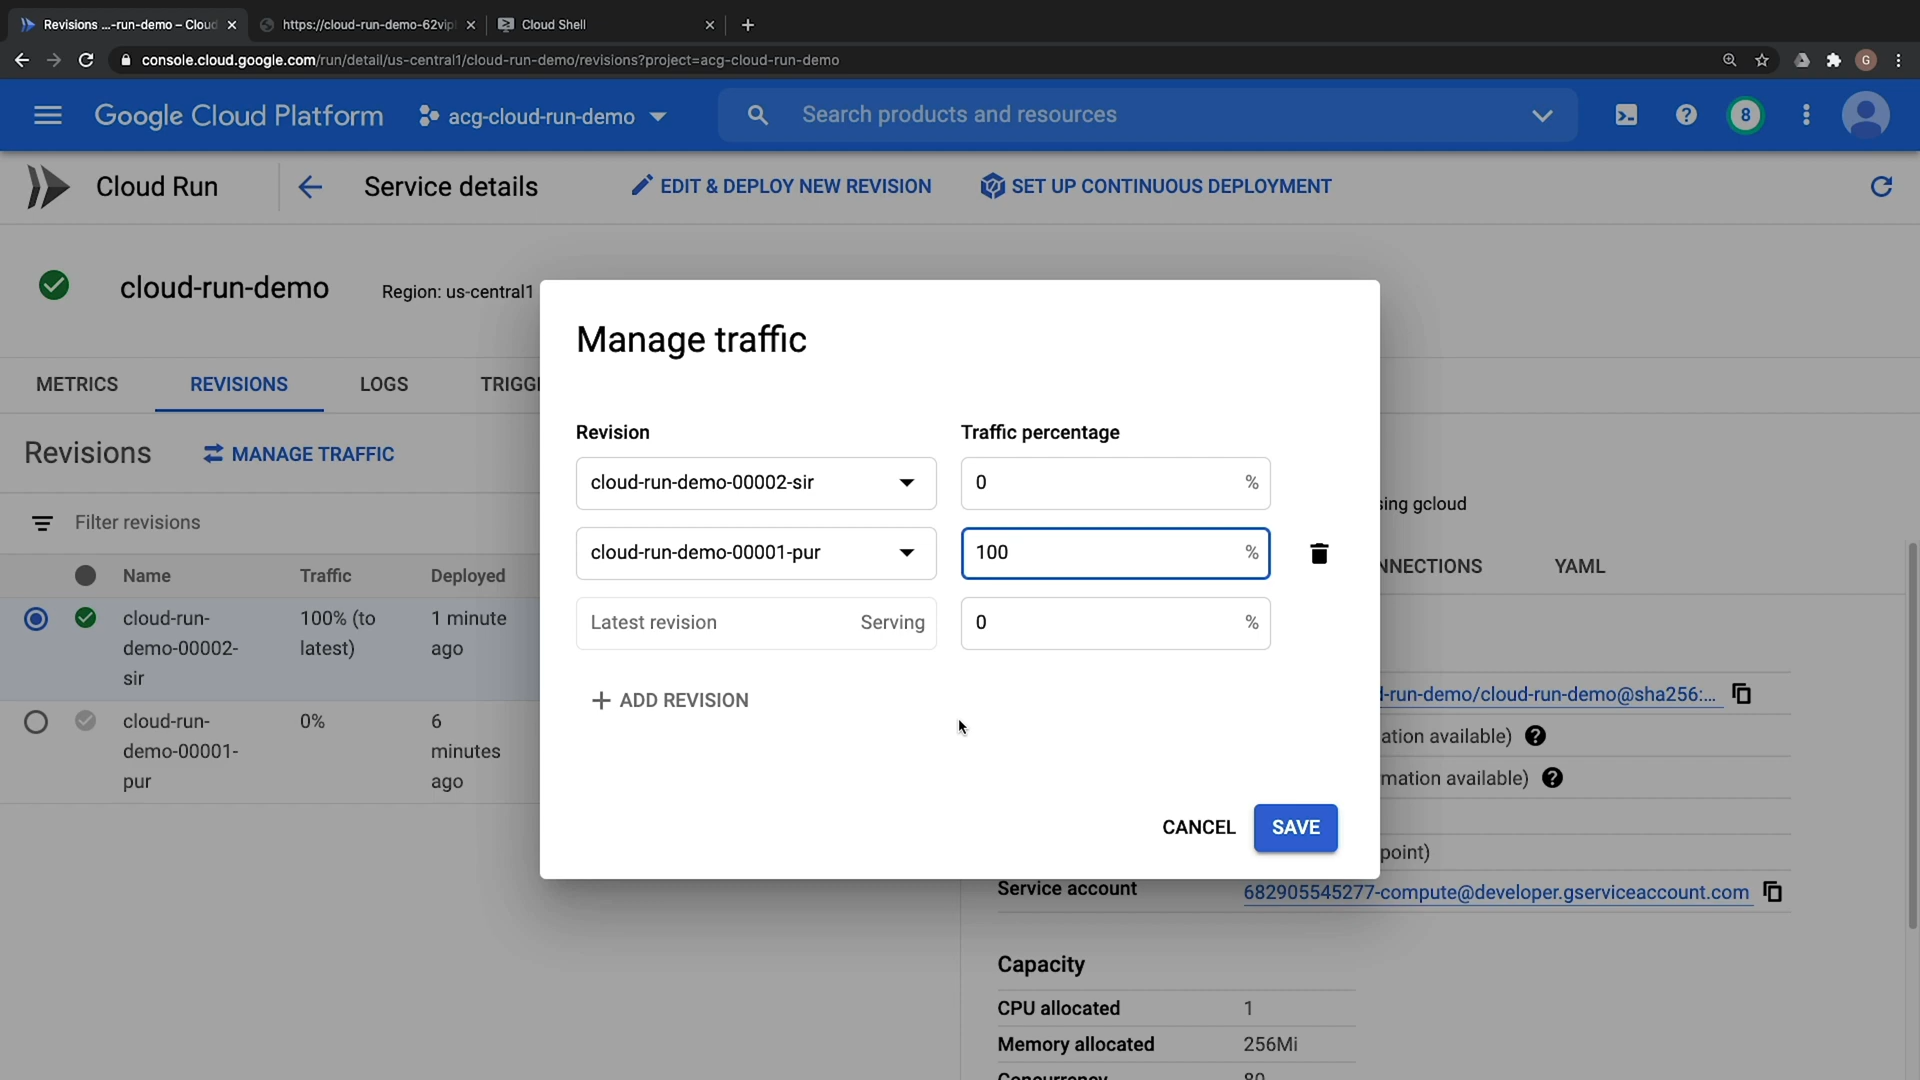 Revisions ...-run-demo – Clou
https://cloud-run-demo-62vip
Cloud Shell
console.cloud.google.com/run/detail/us-central1/cloud-run-demo/revisions?project=acg-cloud-run-demo
G
Google Cloud Platform
acg-cloud-run-demo
Search products and resources
8
Cloud Run
Service details
EDIT & DEPLOY NEW REVISION
SET UP CONTINUOUS DEPLOYMENT
cloud-run-demo
Region: us-central1
METRICS
REVISIONS
LOGS
TRIGG
Revisions
MANAGE TRAFFIC
Filter revisions
Name
Traffic
Deployed
cloud-run-demo-00002-sir
100% (to latest)
1 minute ago
cloud-run-demo-00001-pur
0%
6 minutes ago
Manage traffic
Revision
Traffic percentage
cloud-run-demo-00002-sir
0 %
cloud-run-demo-00001-pur
100 %
Latest revision
Serving
0 %
ADD REVISION
CANCEL
SAVE
sing gcloud
NNECTIONS
YAML
-run-demo/cloud-run-demo@sha256:...
ation available)
mation available)
point)
Service account
682905545277-compute@developer.gserviceaccount.com
Capacity
CPU allocated
1
Memory allocated
256Mi
Concurrency
80